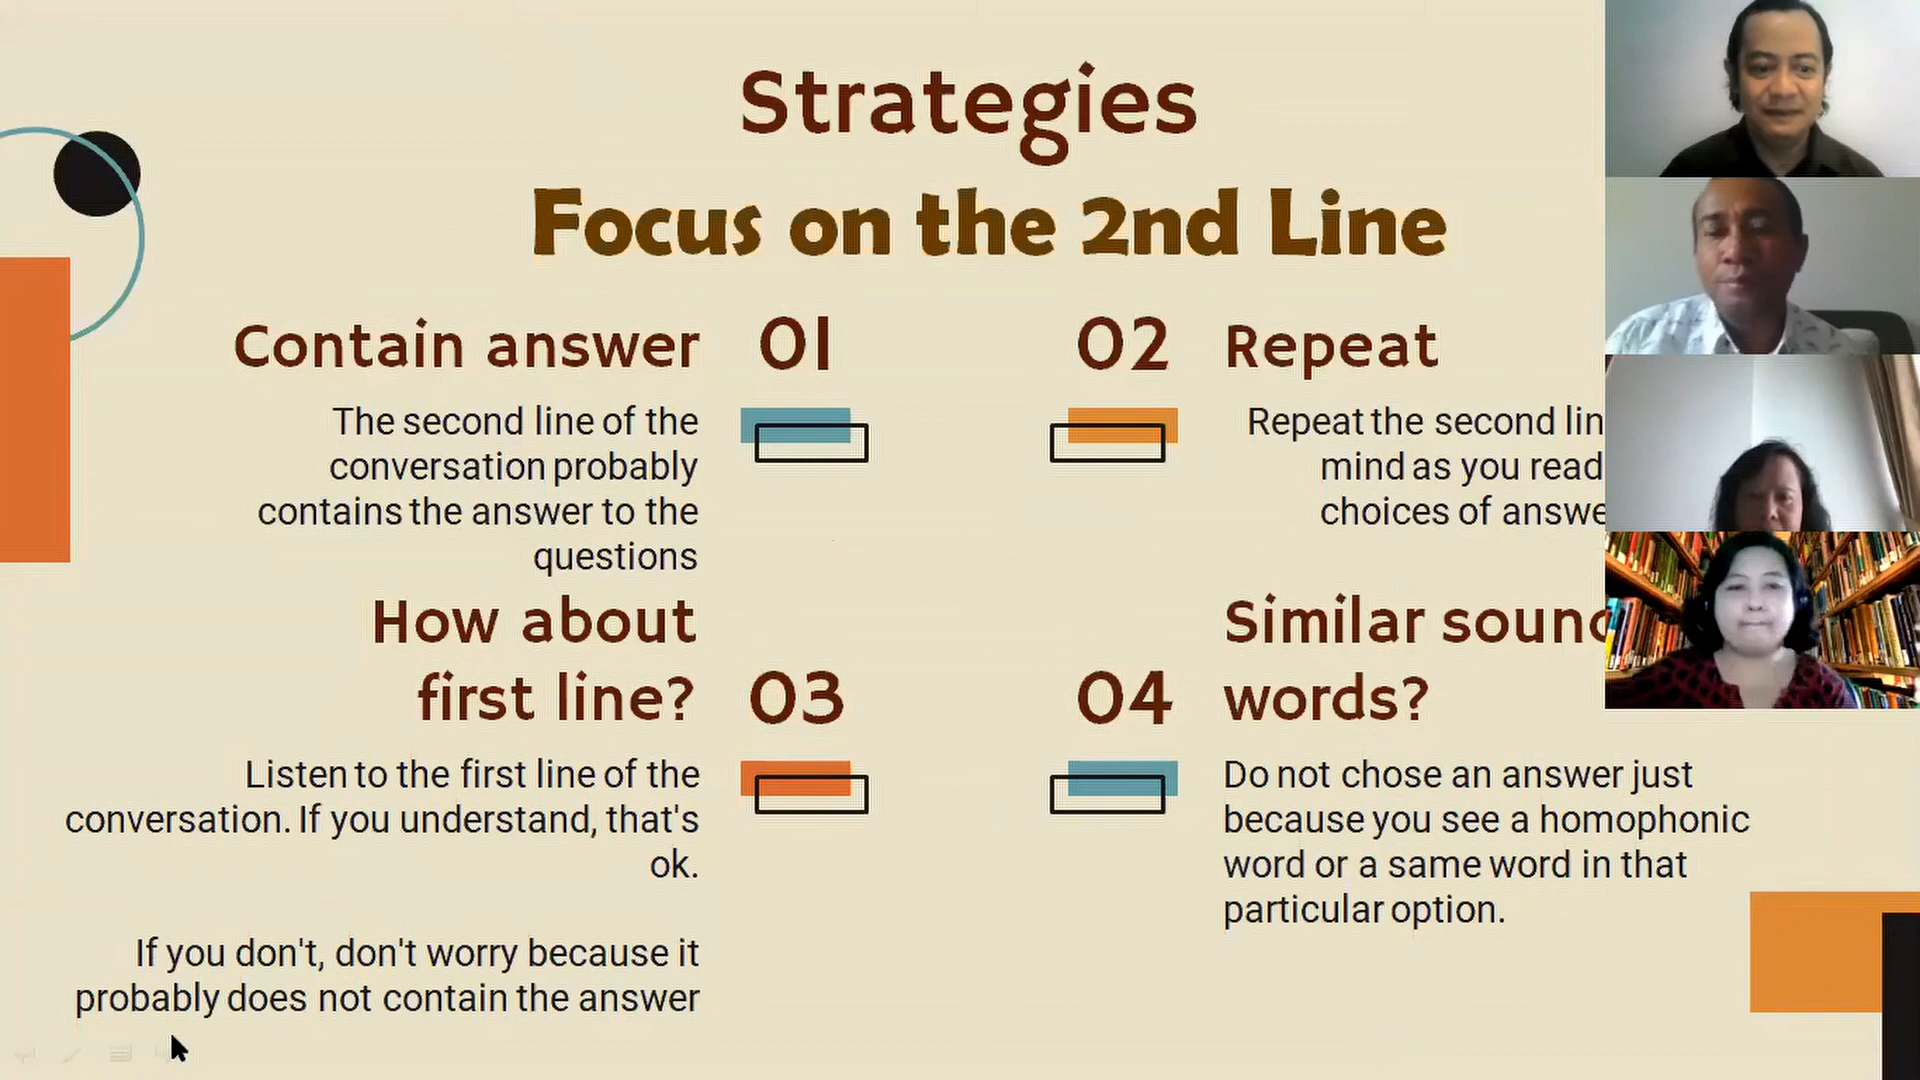 Strategies
Focus on the 2nd Line
Contain answer
01
The second line of the
conversation probably
contains the answer to the
questions
02
Repeat
Repeat the second
mind as you read
choices of
How about
first line?
03
Listen to the first line of the
conversation. If you understand, that's
ok.
If you don't, don't worry because it
probably does not contain the answer
04
Similar
words?
Do not chose an answer just
because you see a homophonic
word or a same word in that
particular option.